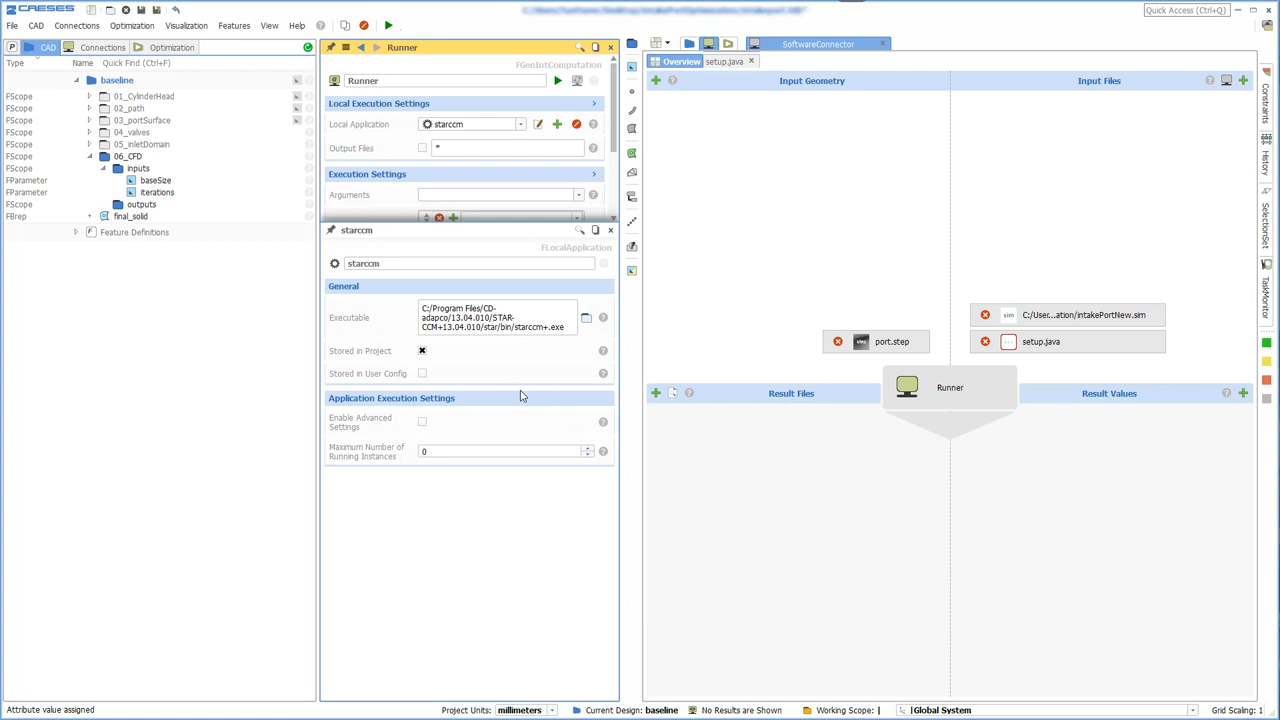 CAESES
Quick Access (Ctrl+/)
File
CAD
Connections
Optimization
Visualization
Features
View
Help
CAD
Connections
Optimization
Type
Name
Quick Find (Ctrl+F)
baseline
FScope
01_CylinderHead
FScope
02_path
FScope
03_portSurface
FScope
04_valves
FScope
05_inletDomain
FScope
06_CFD
FScope
inputs
FParameter
baseSize
FParameter
iterations
FScope
outputs
FBrep
final_solid
Feature Definitions
Runner
FGenIntComputation
Runner
Local Execution Settings
Local Application
starccm
Output Files
*
Execution Settings
Arguments
starccm
FLocalApplication
starccm
General
Executable
C:/Program Files/CD-
adapco/13.04.010/STAR-
CCM+13.04.010/star/bin/starccm+.exe
Stored in Project
Stored in User Config
Application Execution Settings
Enable Advanced
Settings
Maximum Number of
Running Instances
0
SoftwareConnector
Overview
setup.java
Input Geometry
Input Files
sim
C:/User...ation/intakePortNew.sim
port.step
setup.java
Runner
Result Files
Result Values
Constraints
History
SelectionSet
TaskMonitor
Attribute value assigned
Project Units:
millimeters
Current Design: baseline
No Results are Shown
Working Scope: |
|Global System
Grid Scaling: 1